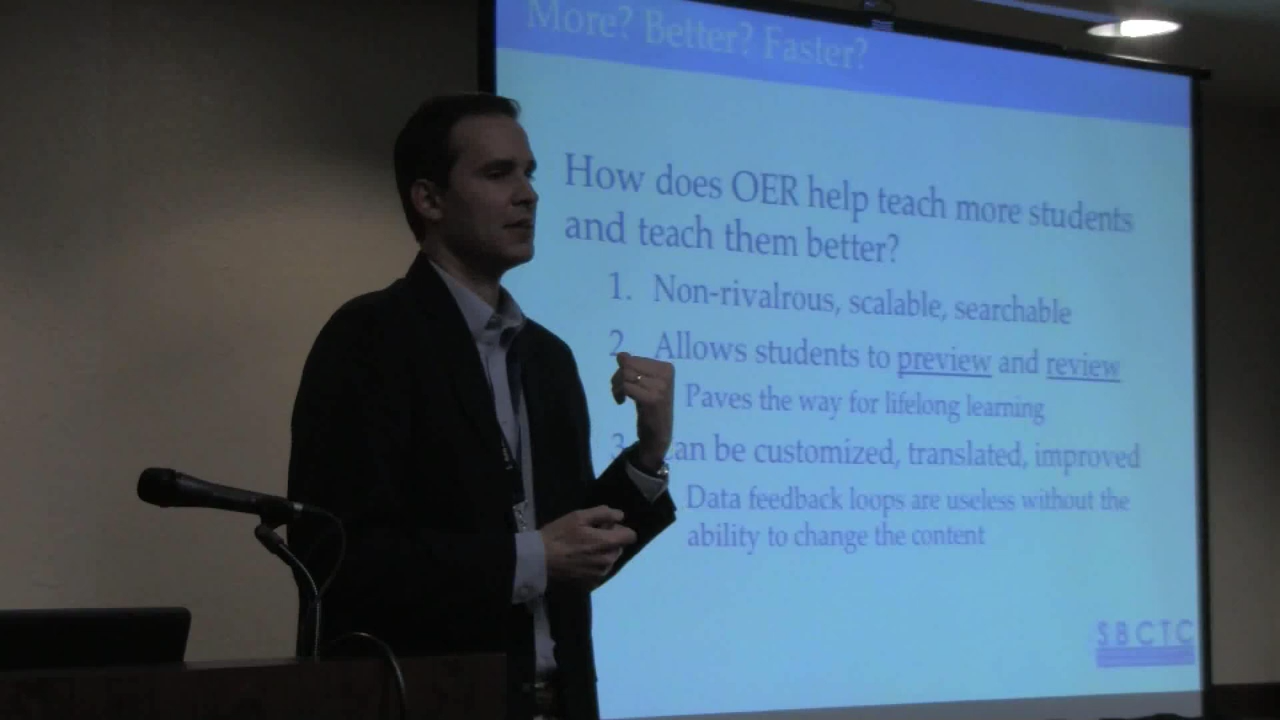 More? Better? Faster?
How does OER help teach more students
and teach them better?
1. Non-rivalrous, scalable, searchable
2. Allows students to preview and review
Paves the way for lifelong learning
3 an be customized, translated, improved
Data feedback loops are useless without the
ability to change the content
SBCTC